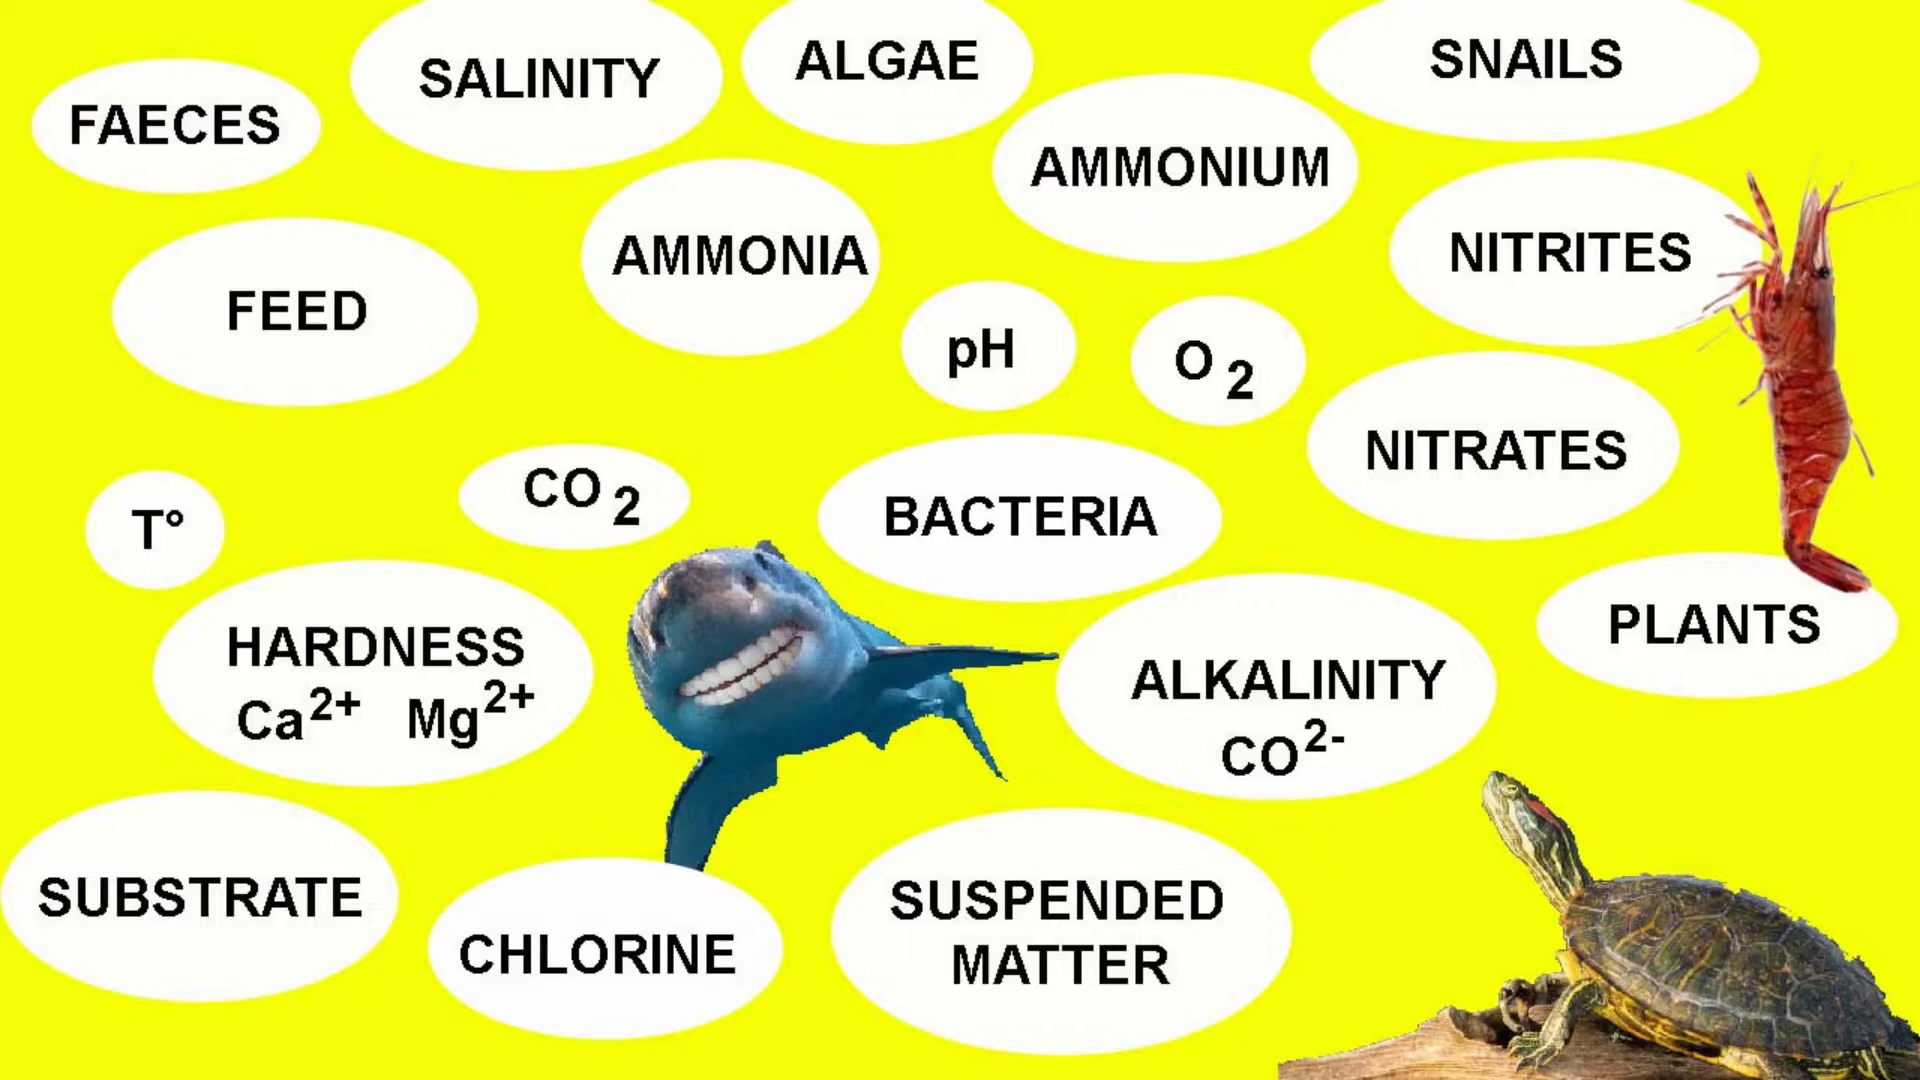 SALINITY
ALGAE
SNAILS
FAECES
AMMONIUM
AMMONIA
NITRITES
FEED
pH
O 2
NITRATES
CO 2
BACTERIA
T°
PLANTS
HARDNESS
Ca2+ Mg2+
ALKALINITY
CO2-
SUBSTRATE
CHLORINE
SUSPENDED
MATTER